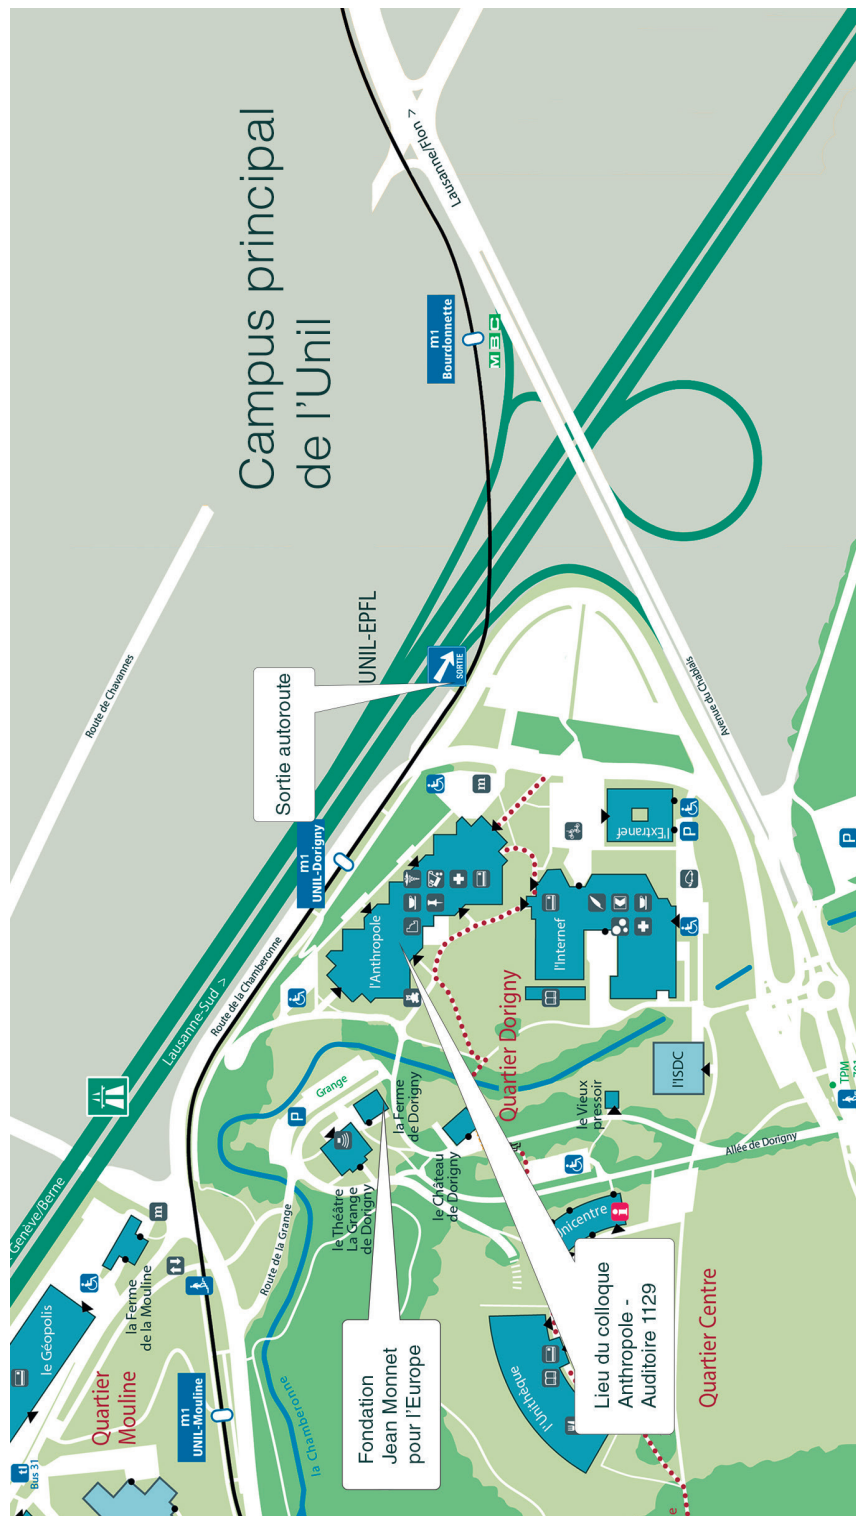 Campus principal
de l'Unil
Lausanne/Flon 7
m1
Bourdonnette
MBC
Route de Chavannes
UNIL-EPFL
SORTIE
Sortie autoroute
Avenue du Chablais
m1
UNIL-Dorigny
m
l'Extranef
P
P
l'Anthropole
l'Internef
Route de la Chamberonne
Lausanne-Sud >
Quartier Dorigny
l'ISDC
TPM
701
Grange
P
la Ferme
de Dorigny
le Vieux
pressoir
le Théâtre
La Grange
de Dorigny
le Château
de Dorigny
Allée de Dorigny
Genève/Berne
m
Route de la Grange
Unicentre
i
la Ferme
de la Mouline
le Géopolis
Quartier
Mouline
m1
UNIL-Mouline
la Chamberonne
Fondation
Jean Monnet
pour l'Europe
l'Unithèque
Lieu du colloque
Anthropole -
Auditoire 1129
Quartier Centre
tl
Bus 31